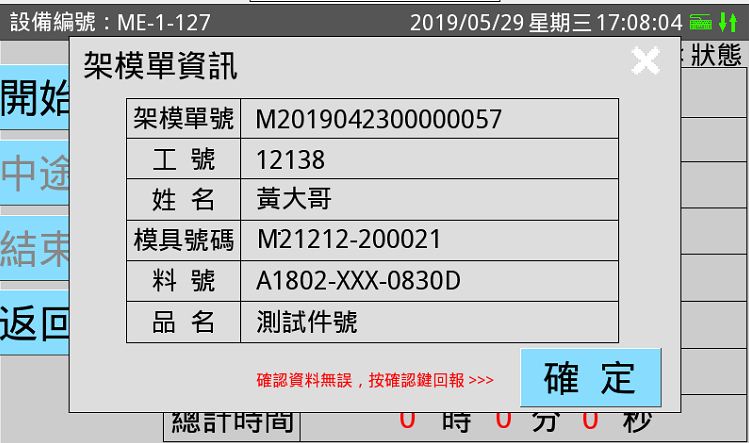 設備編號：ME-1-127 2019/05/29 星期三 17:08:04
架模單資訊
狀態
開始
架模單號 M2019042300000057
工 號 12138
中途
姓 名 黃大哥
模具號碼 M-21212-200021
結束
料 號 A1802-XXX-0830D
品 名 測試件號
返回
確認資料無誤，按確認鍵回報 >>>
確 定
總計時間 0 時 0 分 0 秒